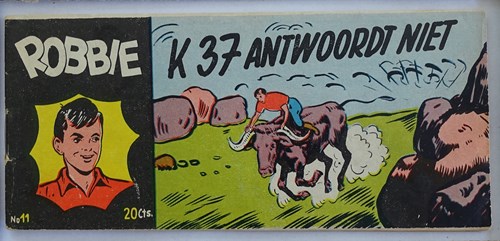 ROBBIE
K 37 ANTWOORDT NIET
No 11
20 Cts.